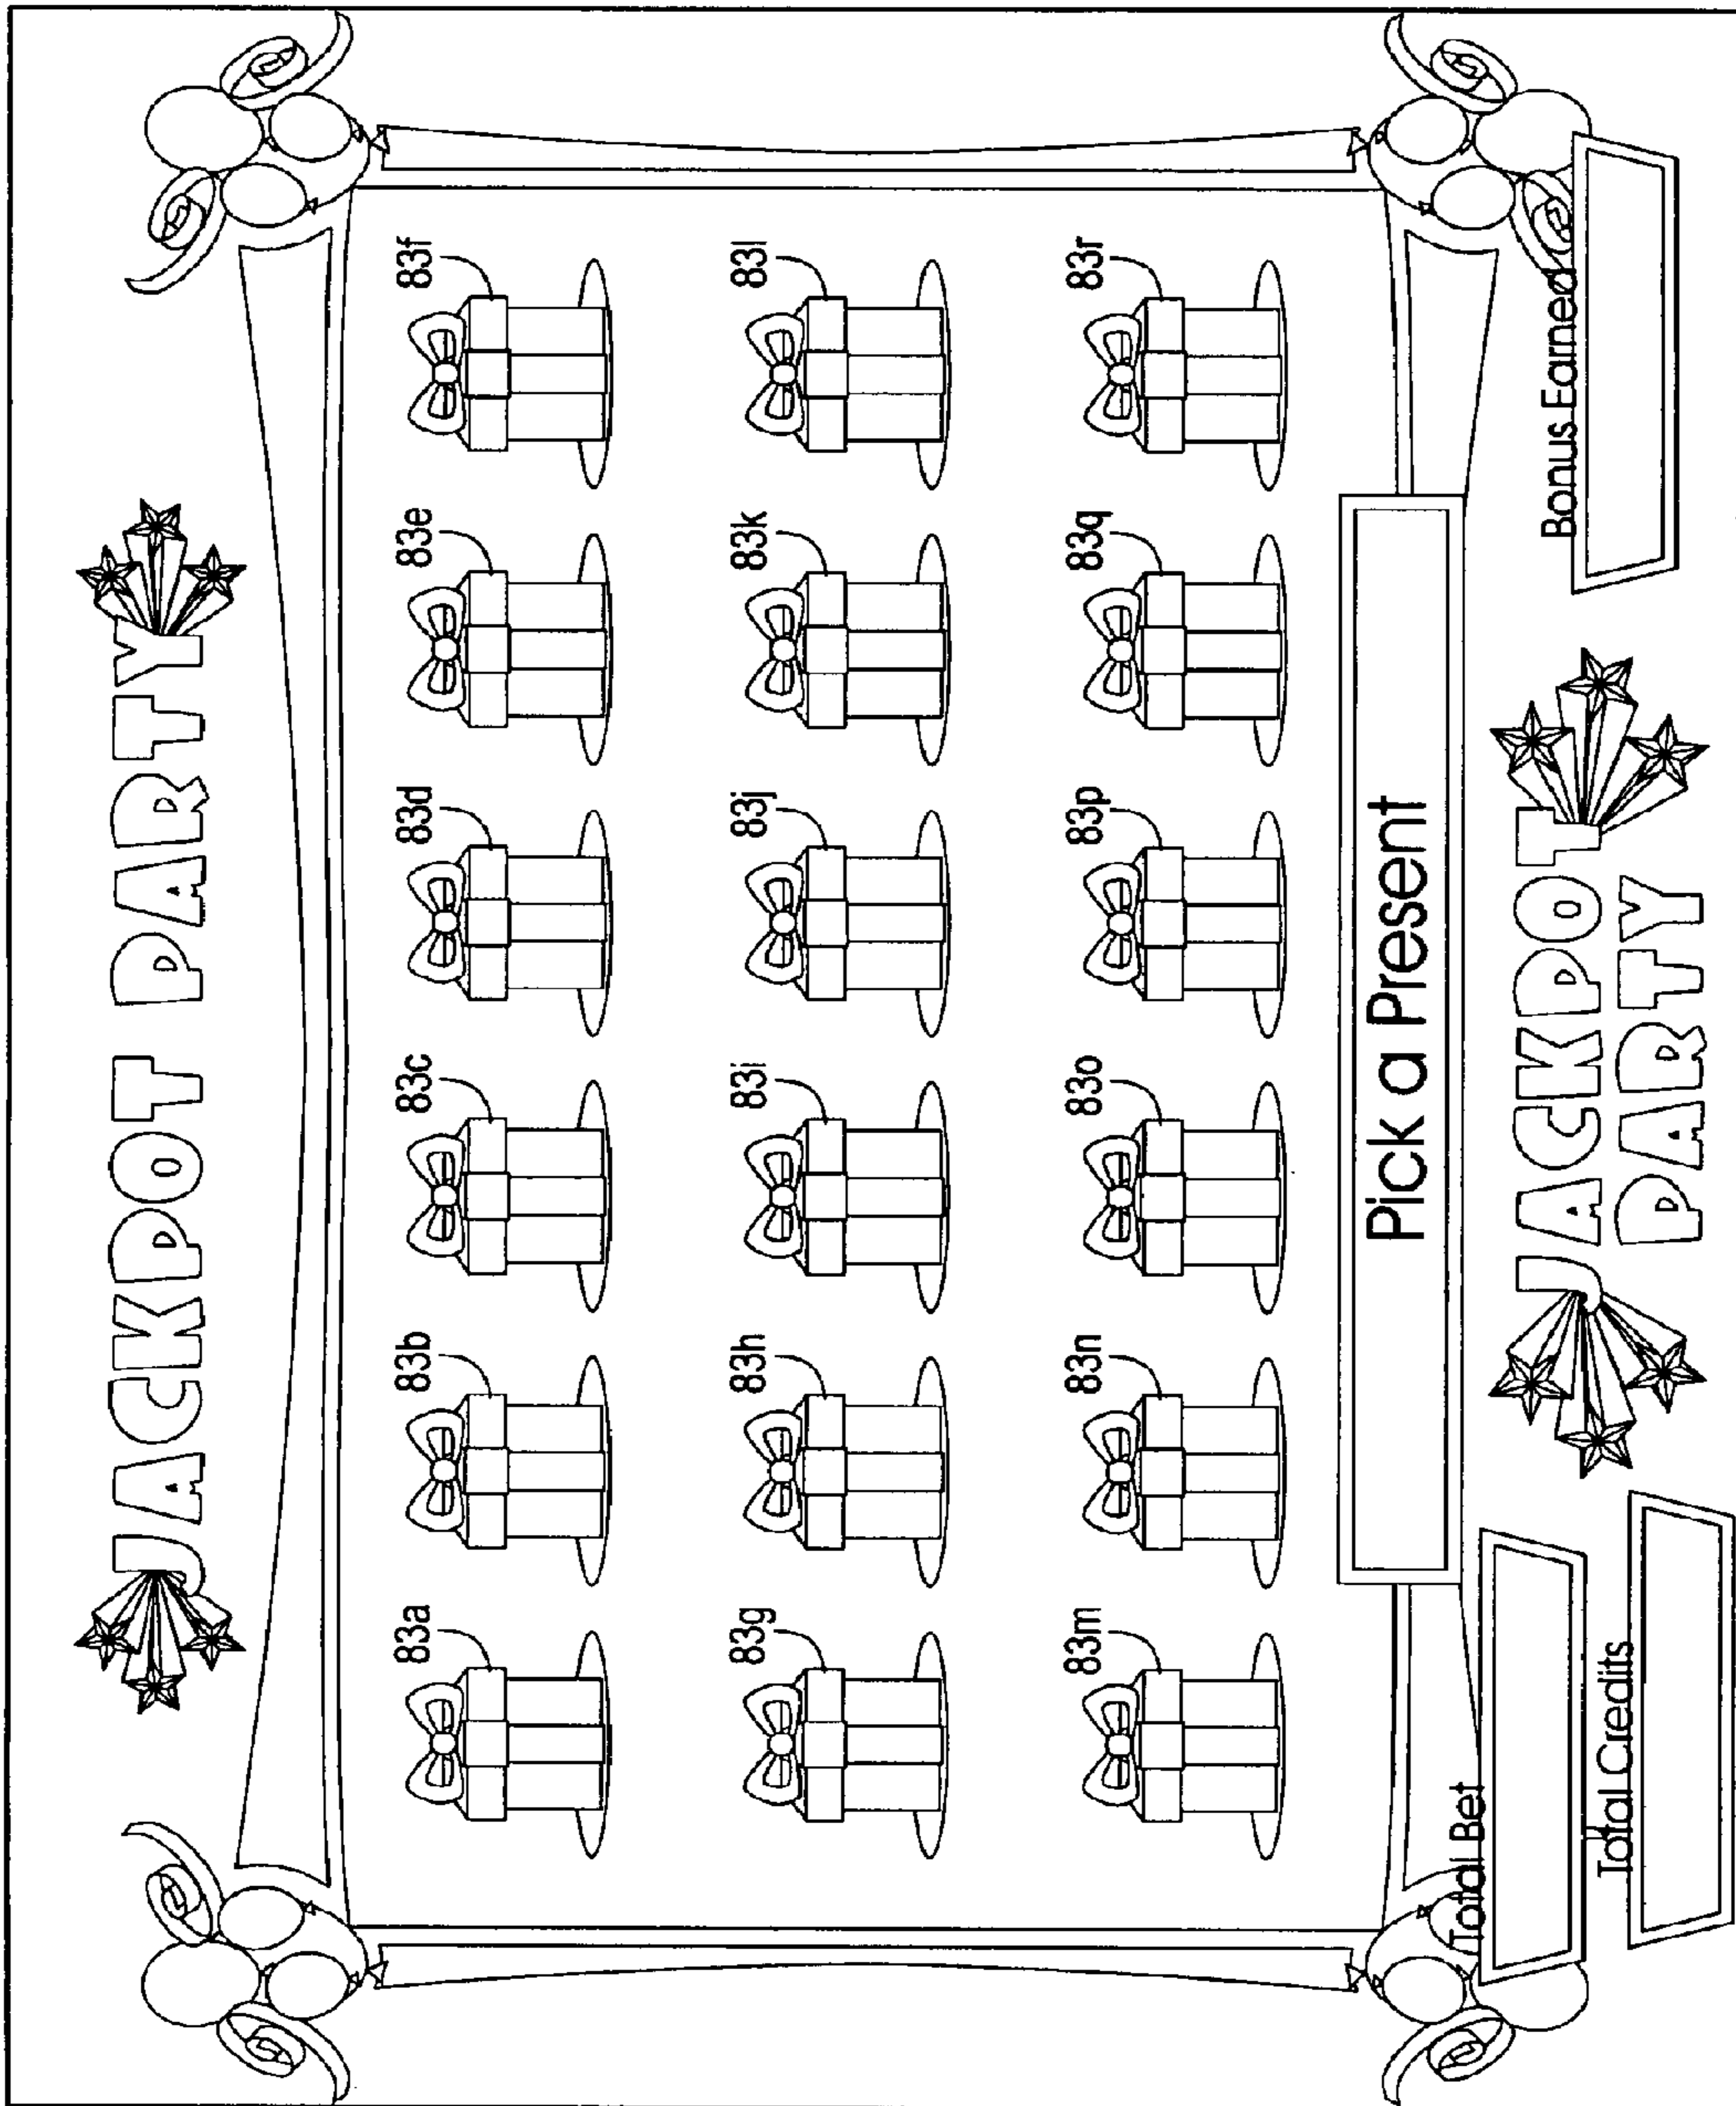 JACKPOT PARTY
83a 83b 83c 83d 83e 83f
83g 83h 83i 83j 83k 83l
83m 83n 83o 83p 83q 83r
Pick a Present
Total Bet
Total Credits
JACKPOT
PARTY
Bonus Earned